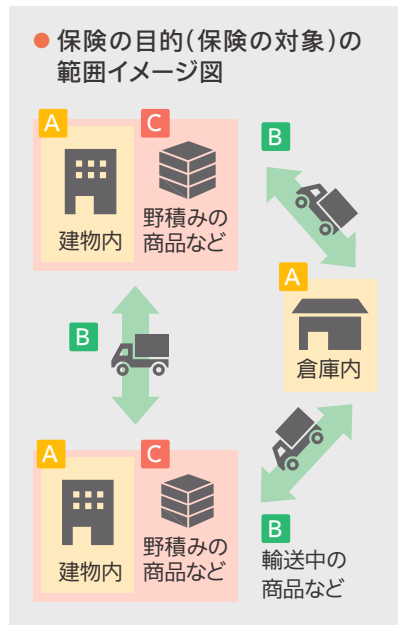 ●保険の目的(保険の対象)の
範囲イメージ図
A
C
B
建物内
野積みの
商品など
A
B
倉庫内
A
C
建物内
野積みの
商品など
B
輸送中の
商品など